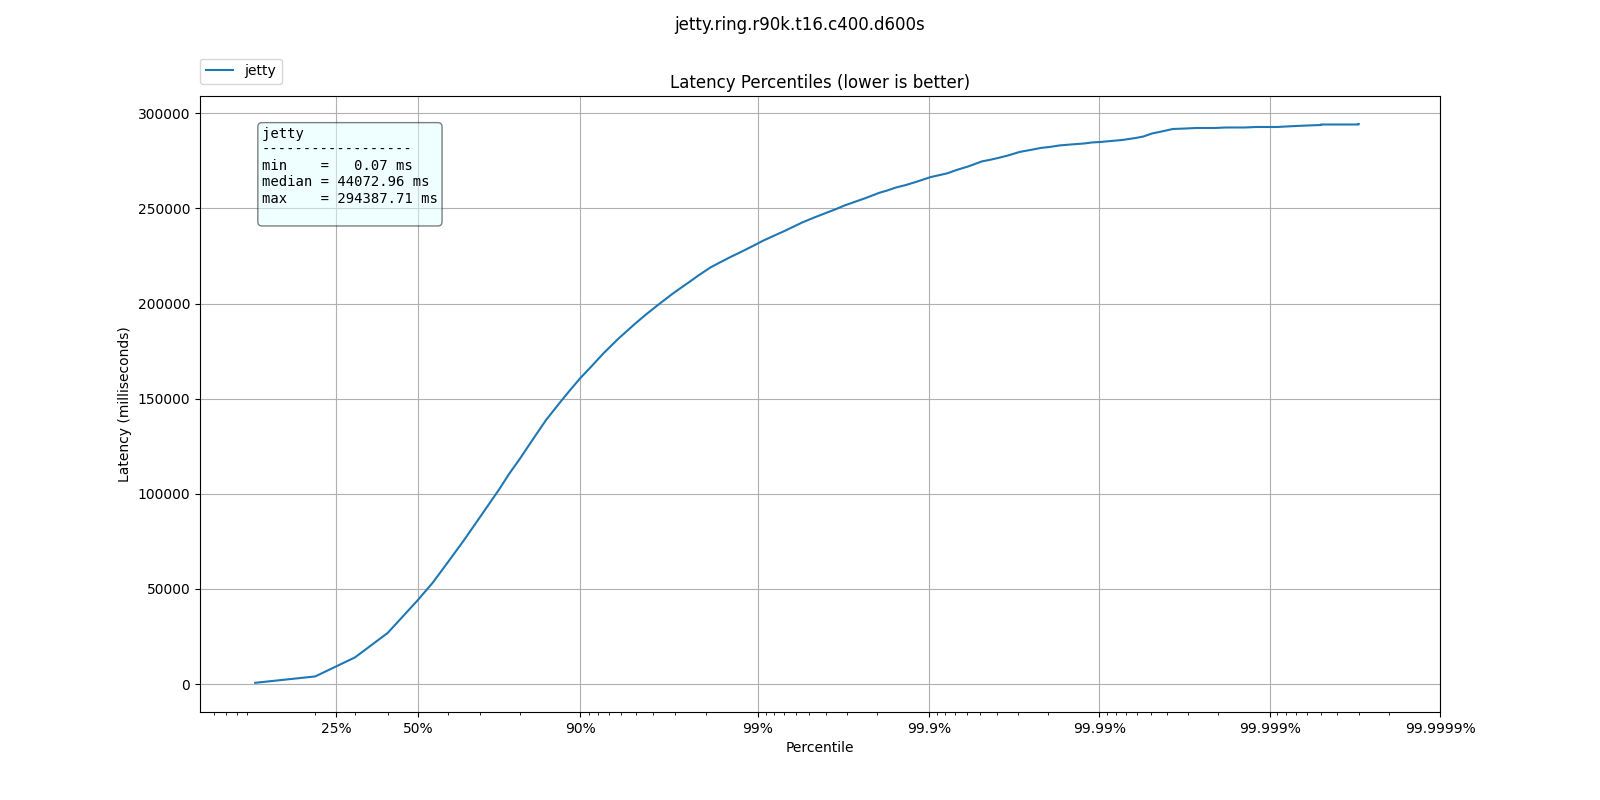 jetty.ring.r90k.t16.c400.d600s
jetty
Latency Percentiles (lower is better)
300000
250000
200000
150000
100000
50000
0
Latency (milliseconds)
jetty
------------------
min    =   0.07 ms
median = 44072.96 ms
max    = 294387.71 ms
25% 50% 90% 99% 99.9% 99.99% 99.999% 99.9999%
Percentile